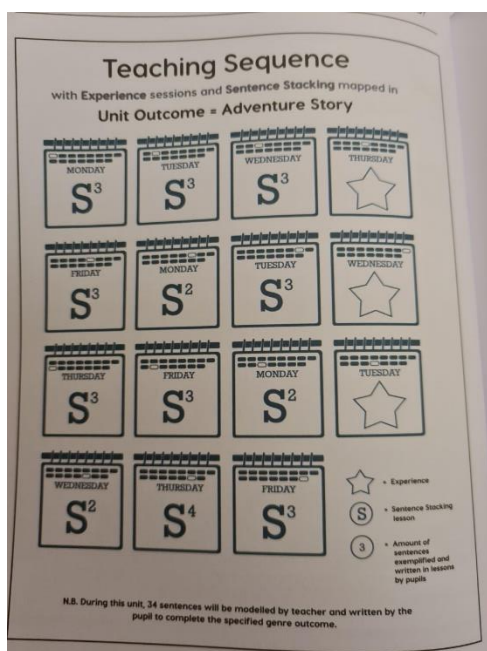 Teaching Sequence
with Experience sessions and Sentence Stacking mapped in
Unit Outcome = Adventure Story
MONDAY
S³
TUESDAY
S³
WEDNESDAY
S³
THURSDAY
FRIDAY
S³
MONDAY
S²
TUESDAY
S³
WEDNESDAY
THURSDAY
S³
FRIDAY
S³
MONDAY
S²
TUESDAY
WEDNESDAY
S²
THURSDAY
S⁴
FRIDAY
S³
= Experience
S
= Sentence Stacking
lesson
3
= Amount of
sentences
exemplified and
written in lessons
by pupils
N.B. During this unit, 34 sentences will be modelled by teacher and written by the
pupil to complete the specified genre outcome.